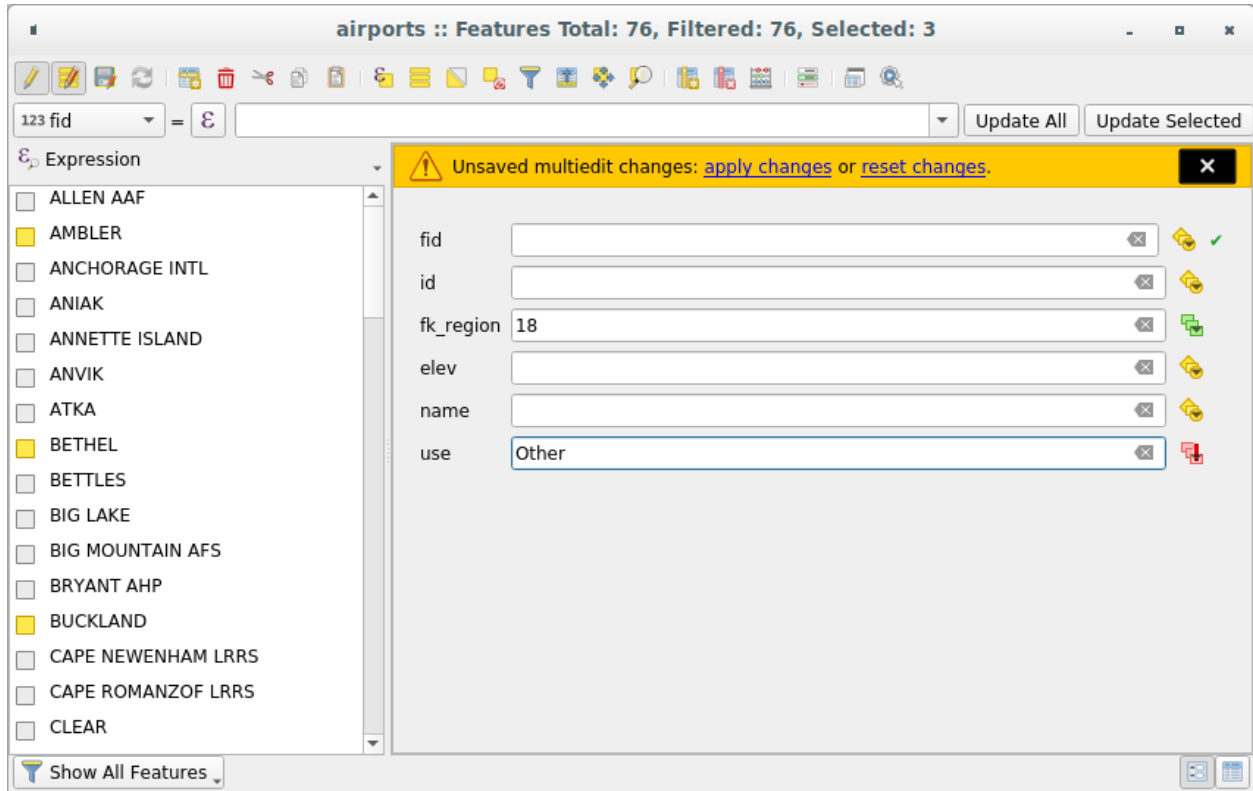 airports :: Features Total: 76, Filtered: 76, Selected: 3
123 fid = ε Update All Update Selected
ε Expression
Unsaved multiedit changes: apply changes or reset changes.
ALLEN AAF
AMBLER
ANCHORAGE INTL
ANIAK
ANNETTE ISLAND
ANVIK
ATKA
BETHEL
BETTLES
BIG LAKE
BIG MOUNTAIN AFS
BRYANT AHP
BUCKLAND
CAPE NEWENHAM LRRS
CAPE ROMANZOF LRRS
CLEAR
fid
id
fk_region 18
elev
name
use Other
Show All Features